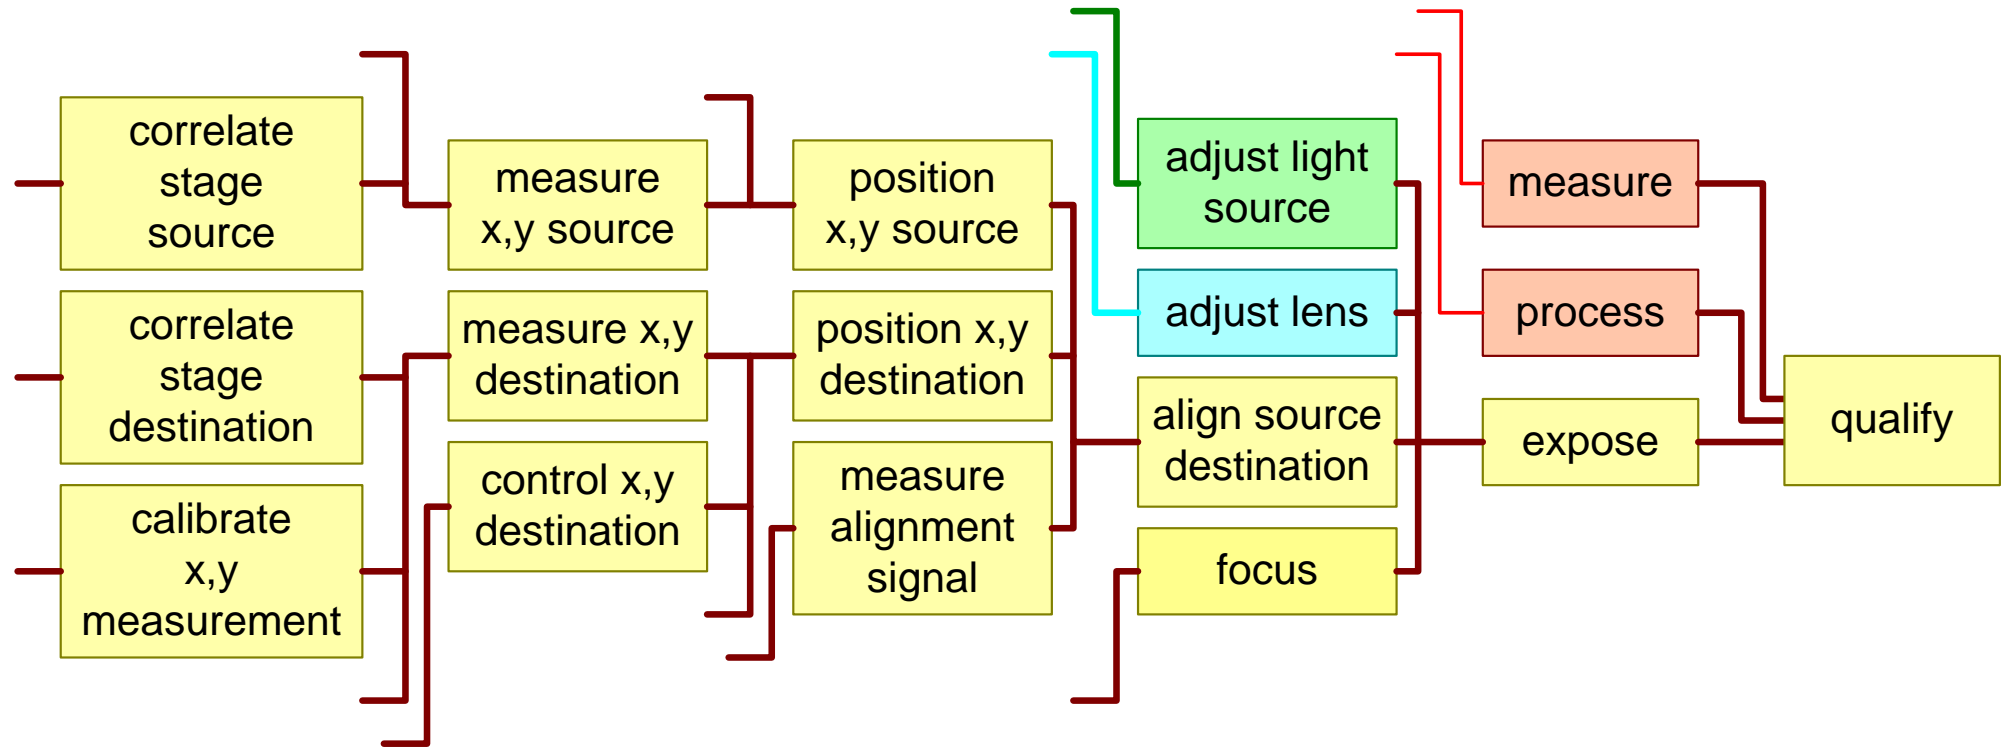 correlate
stage
source
correlate
stage
destination
calibrate
x,y
measurement
measure
x,y source
measure x,y
destination
control x,y
destination
position
x,y source
position x,y
destination
measure
alignment
signal
adjust light
source
adjust lens
align source
destination
focus
measure
process
expose
qualify